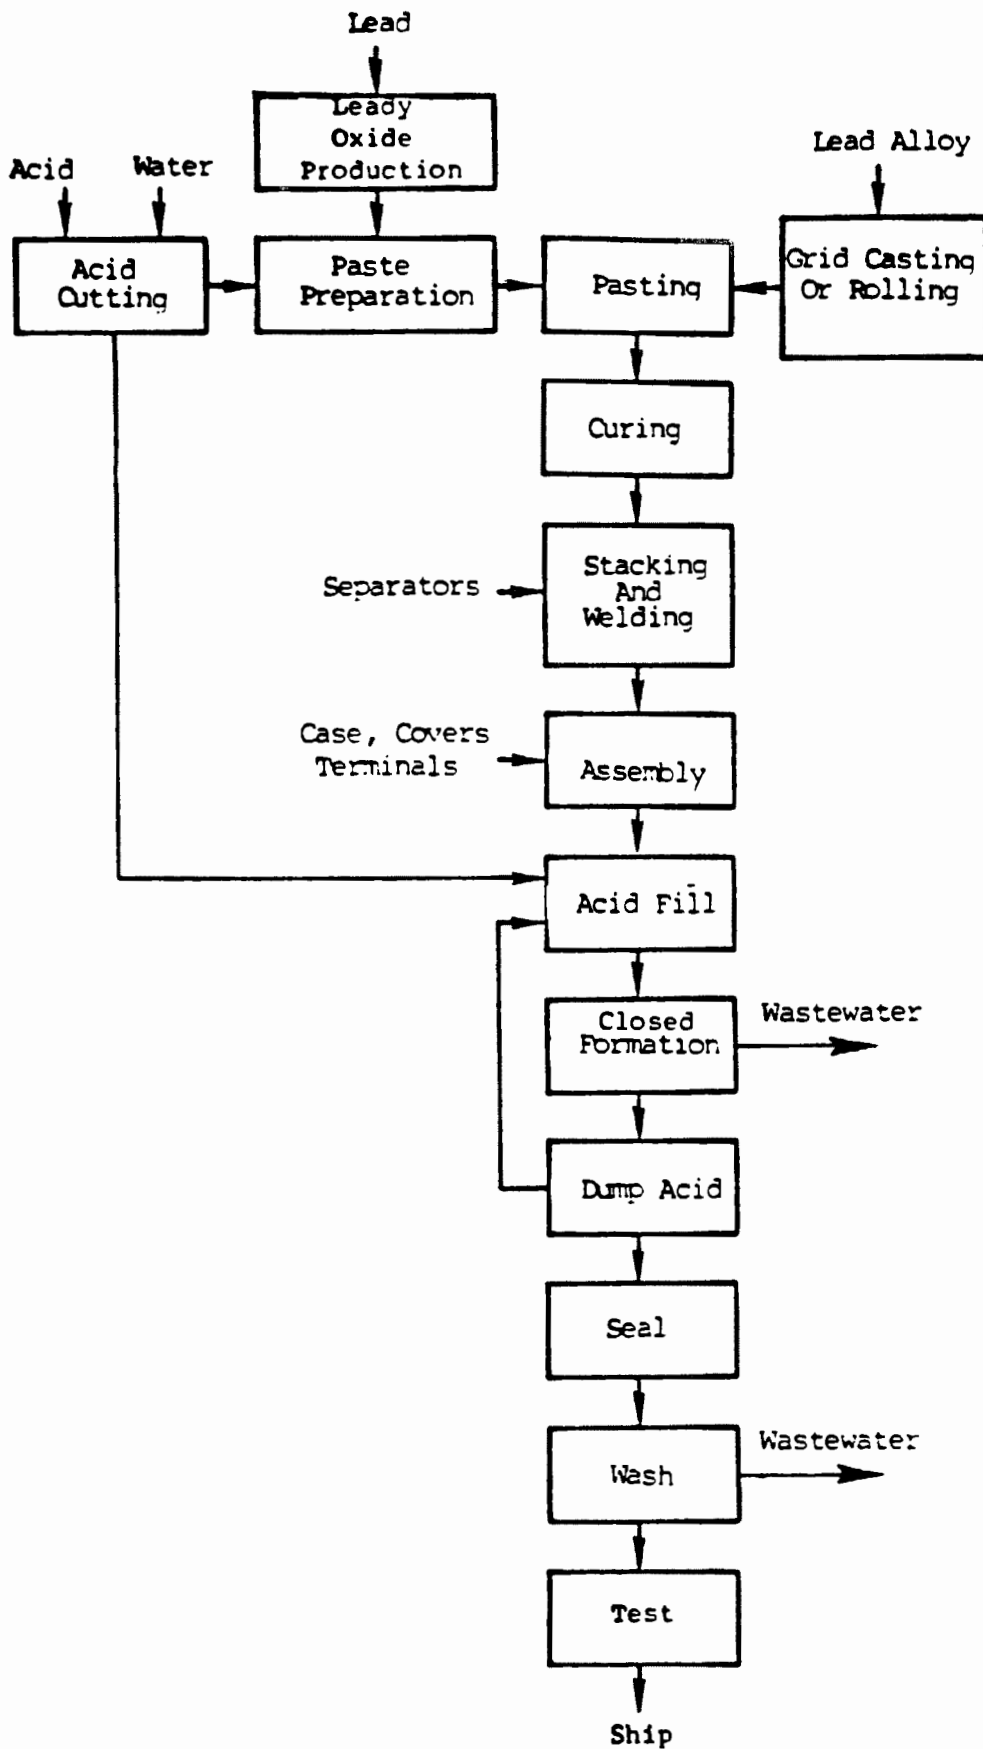 Lead
Leady
Oxide
Production
Lead Alloy
Acid
Water
Acid
Cutting
Paste
Preparation
Pasting
Grid Casting
Or Rolling
Curing
Separators
Stacking
And
Welding
Case, Covers
Terminals
Assembly
Acid Fill
Closed
Formation
Wastewater
Dump Acid
Seal
Wash
Wastewater
Test
Ship